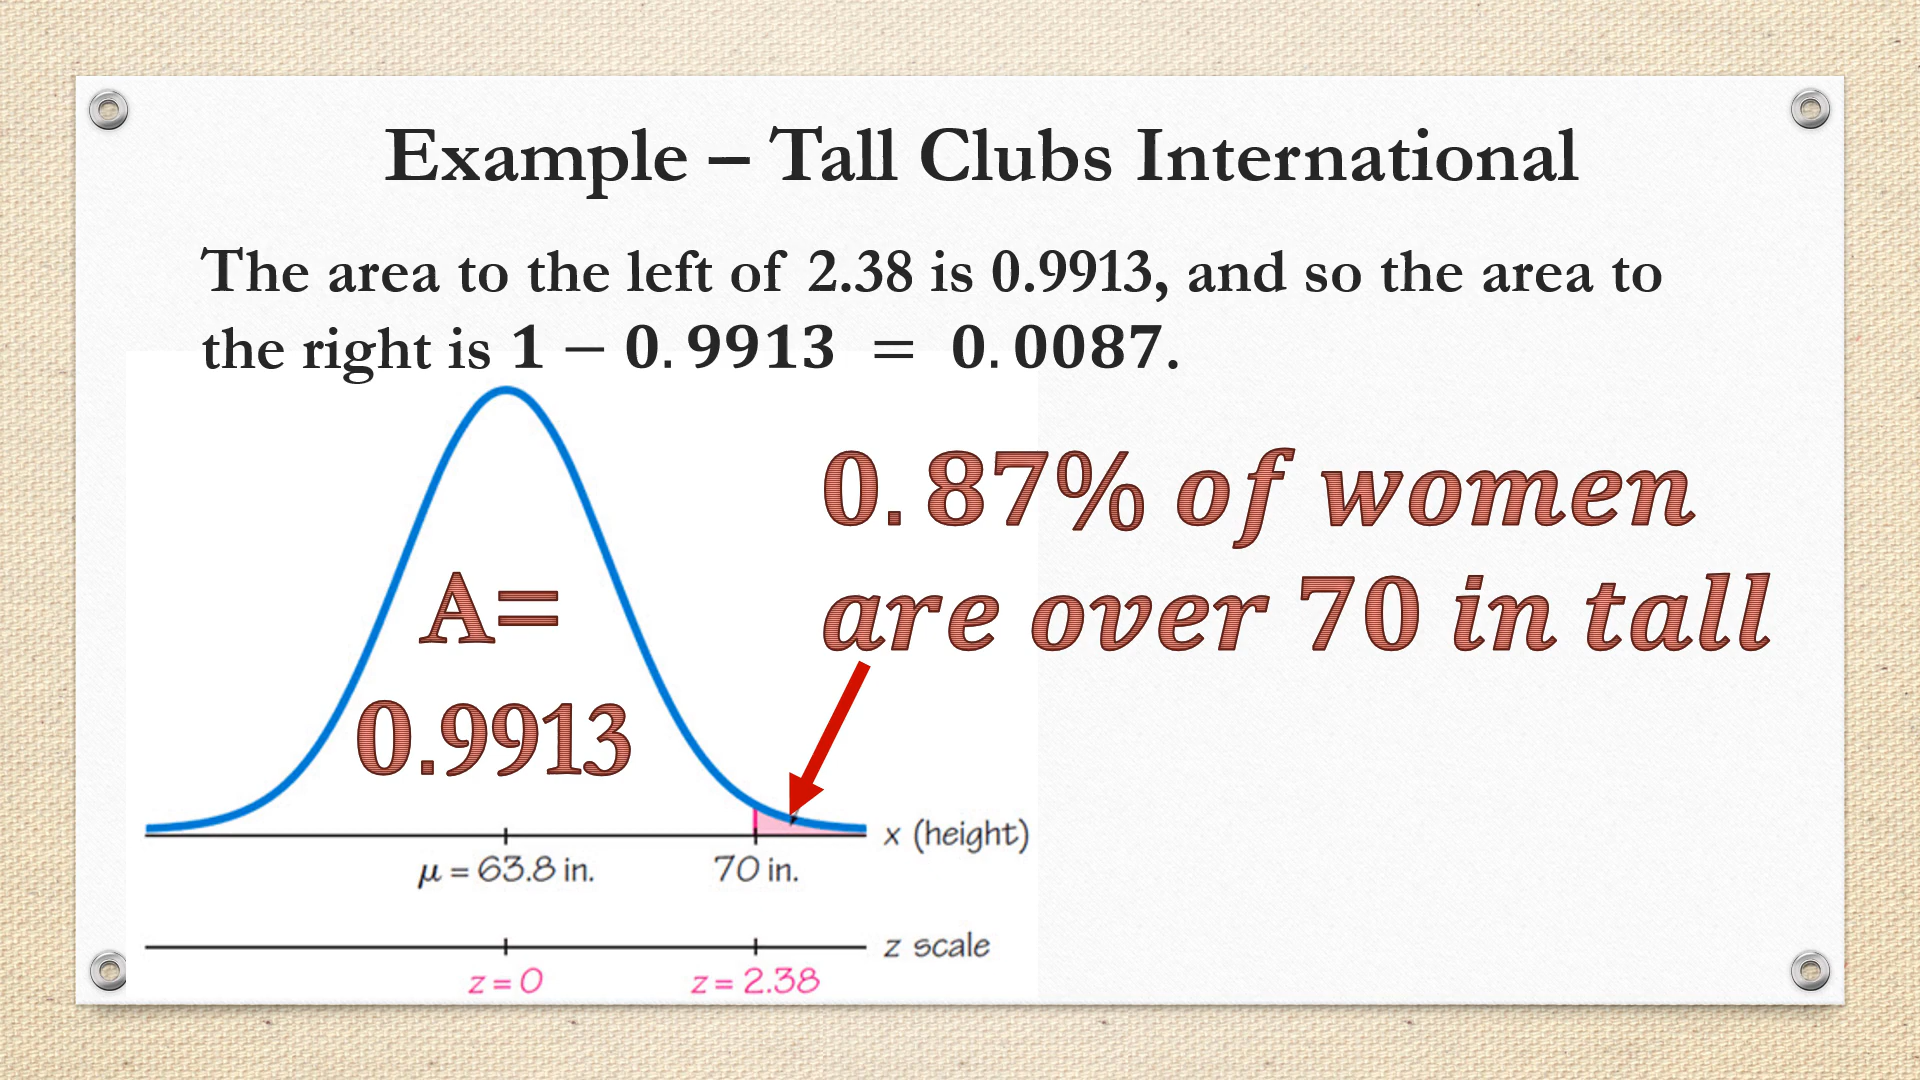 Example – Tall Clubs International
The area to the left of 2.38 is 0.9913, and so the area to
the right is 1 − 0.9913 = 0.0087.
0.87% of women
are over 70 in tall
A=
0.9913
x (height)
μ = 63.8 in. 70 in.
z scale
z = 0 z = 2.38